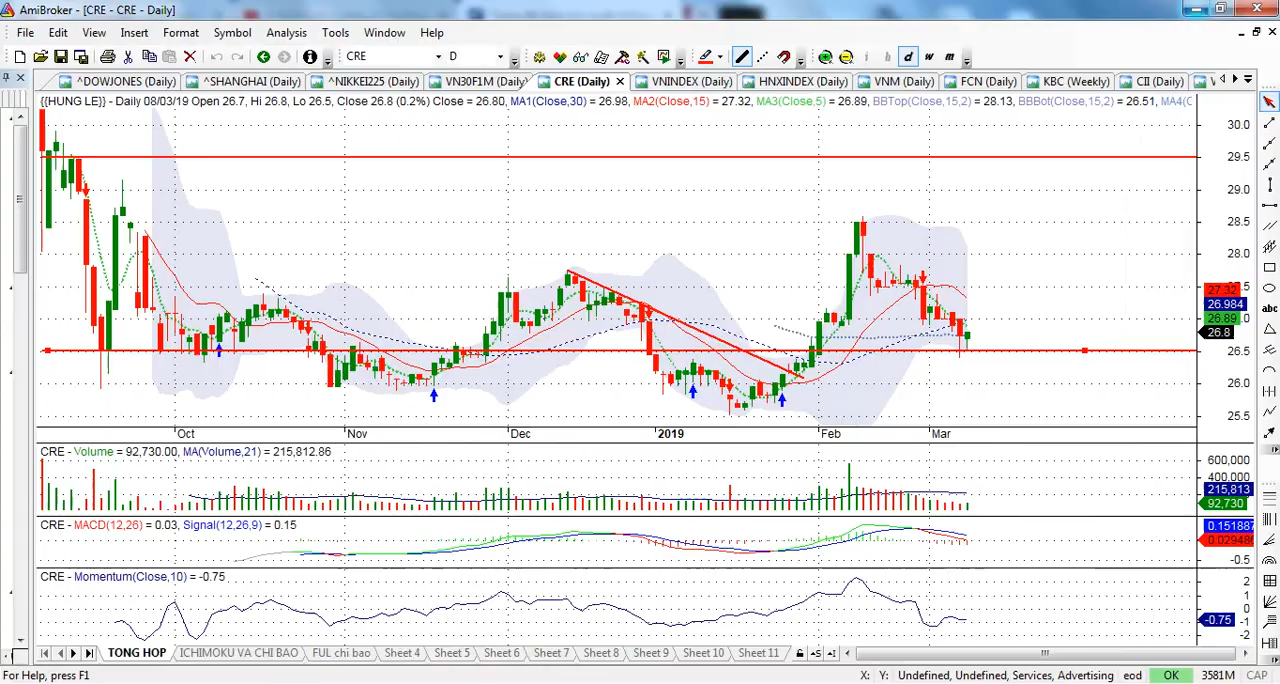 AmiBroker - [CRE - CRE - Daily]
File Edit View Insert Format Symbol Analysis Tools Window Help
CRE D i h d w m
^DOWJONES (Daily) ^SHANGHAI (Daily) ^NIKKEI225 (Daily) VN30F1M (Daily) CRE (Daily) VNINDEX (Daily) HNXINDEX (Daily) VNM (Daily) FCN (Daily) KBC (Weekly) CII (Daily)
{{HUNG LE}} - Daily 08/03/19 Open 26.7, Hi 26.8, Lo 26.5, Close 26.8 (0.2%) Close = 26.80, MA1(Close,30) = 26.98, MA2(Close,15) = 27.32, MA3(Close,5) = 26.89, BBTop(Close,15,2) = 28.13, BBBot(Close,15,2) = 26.51, MA4(C
30.0
29.5
29.0
28.5
28.0
27.32
26.984
26.89
26.8
26.5
26.0
25.5
Oct Nov Dec 2019 Feb Mar
CRE - Volume = 92,730.00, MA(Volume,21) = 215,812.86
600,000
400,000
215,813
92,730
CRE - MACD(12,26) = 0.03, Signal(12,26,9) = 0.15
0.151887
0.029486
-0.5
CRE - Momentum(Close,10) = -0.75
2
1
0
-0.75
-2
abc
TONG HOP ICHIMOKU VA CHI BAO FUL chi bao Sheet 4 Sheet 5 Sheet 6 Sheet 7 Sheet 8 Sheet 9 Sheet 10 Sheet 11
For Help, press F1 X: Y: Undefined, Undefined, Services, Advertising eod OK 3581M CAP